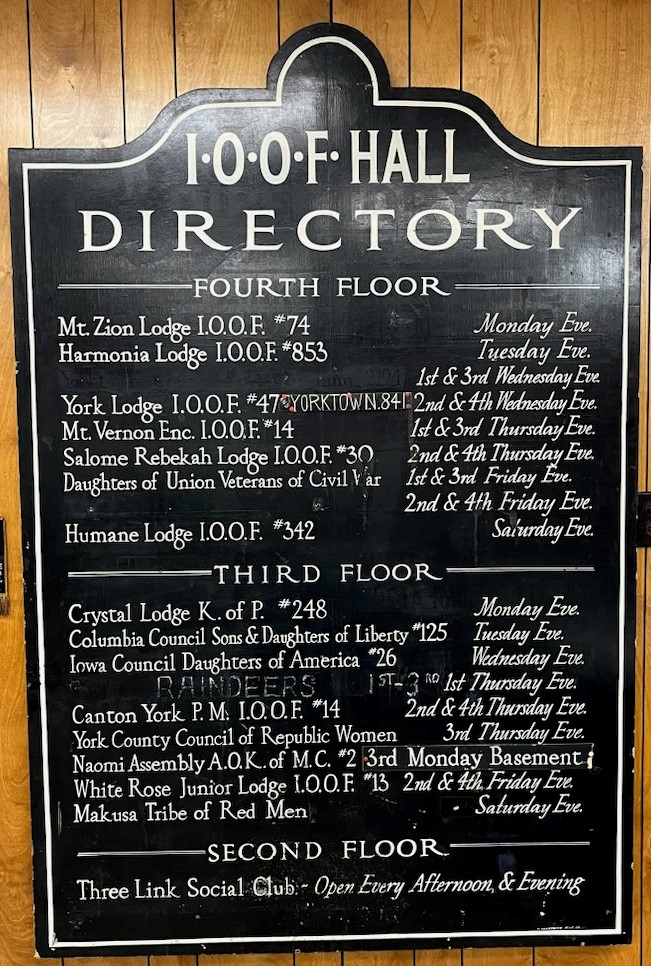 I·O·O·F· HALL
DIRECTORY
FOURTH FLOOR
Mt. Zion Lodge I.O.O.F. #74 Monday Eve.
Harmonia Lodge I.O.O.F. #853 Tuesday Eve.
1st & 3rd Wednesday Eve.
York Lodge I.O.O.F. #47 & YORKTOWN.841 2nd & 4th Wednesday Eve.
Mt. Vernon Enc. I.O.O.F. #14 1st & 3rd Thursday Eve.
Salome Rebekah Lodge I.O.O.F. #30 2nd & 4th Thursday Eve.
Daughters of Union Veterans of Civil War 1st & 3rd Friday Eve.
2nd & 4th Friday Eve.
Humane Lodge I.O.O.F. #342 Saturday Eve.
THIRD FLOOR
Crystal Lodge K. of P. #248 Monday Eve.
Columbia Council Sons & Daughters of Liberty #125 Tuesday Eve.
Iowa Council Daughters of America #26 Wednesday Eve.
RAINDEERS 1ST-3RD 1st Thursday Eve.
Canton York P.M. I.O.O.F. #14 2nd & 4th Thursday Eve.
York County Council of Republic Women 3rd Thursday Eve.
Naomi Assembly A.O.K. of M.C. #2 3rd Monday Basement
White Rose Junior Lodge I.O.O.F. #13 2nd & 4th Friday Eve.
Makusa Tribe of Red Men Saturday Eve.
SECOND FLOOR
Three Link Social Club. - Open Every Afternoon, & Evening